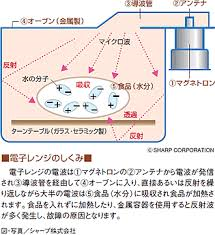 ③導波管
②アンテナ
④オーブン(金属製)
マイクロ波
反射
水の分子
吸収
⑤食品(水分)
①マグネトロン
反射
透過
ターンテーブル(ガラス・セラミック製)
©SHARP CORPORATION
■電子レンジのしくみ■
電子レンジの電波は①マグネトロンの②アンテナから電波が発信
され③導波管を経由して④オーブンに入り、直接あるいは反射を繰
り返しながら大半の電波は⑤食品(水分)に吸収され食品が加熱さ
れます。食品を入れずに加熱したり、金属容器を使用すると反射波
が多く発生し、故障の原因となります。
図・写真/シャープ株式会社